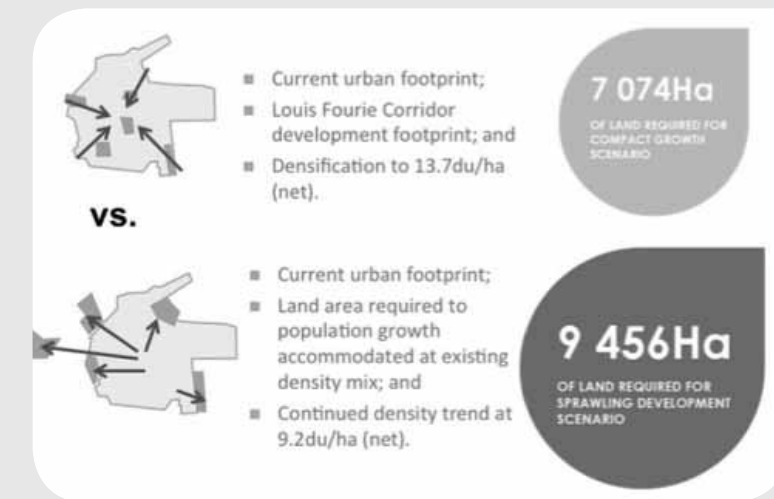 ■ Current urban footprint;
■ Louis Fourie Corridor
development footprint; and
■ Densification to 13.7du/ha
(net).
7 074Ha
OF LAND REQUIRED FOR
COMPACT GROWTH
SCENARIO
vs.
■ Current urban footprint;
■ Land area required to
population growth
accommodated at existing
density mix; and
■ Continued density trend at
9.2du/ha (net).
9 456Ha
OF LAND REQUIRED FOR
SPRAWLING DEVELOPMENT
SCENARIO